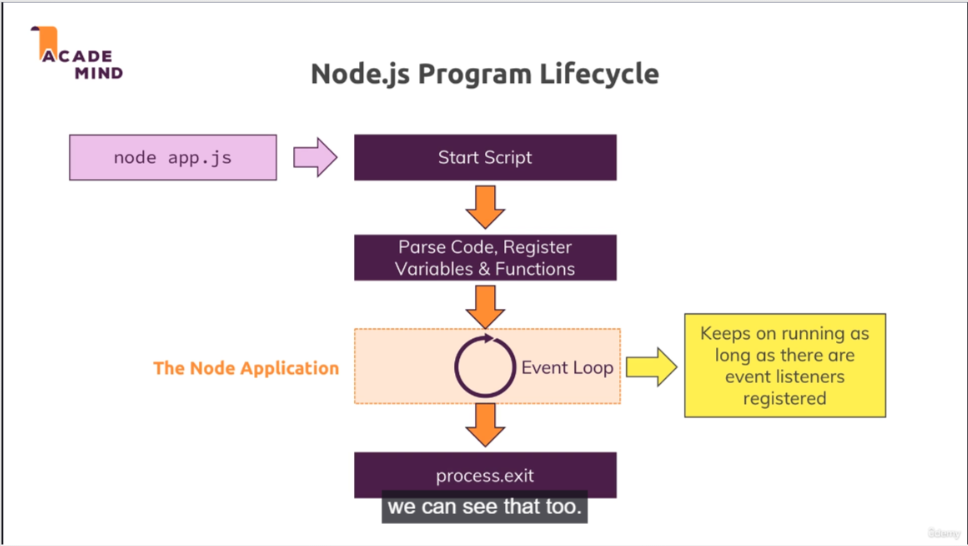 ACADE
MIND
Node.js Program Lifecycle
node app.js
Start Script
Parse Code, Register
Variables & Functions
The Node Application
Event Loop
Keeps on running as
long as there are
event listeners
registered
process.exit
we can see that too.
Udemy